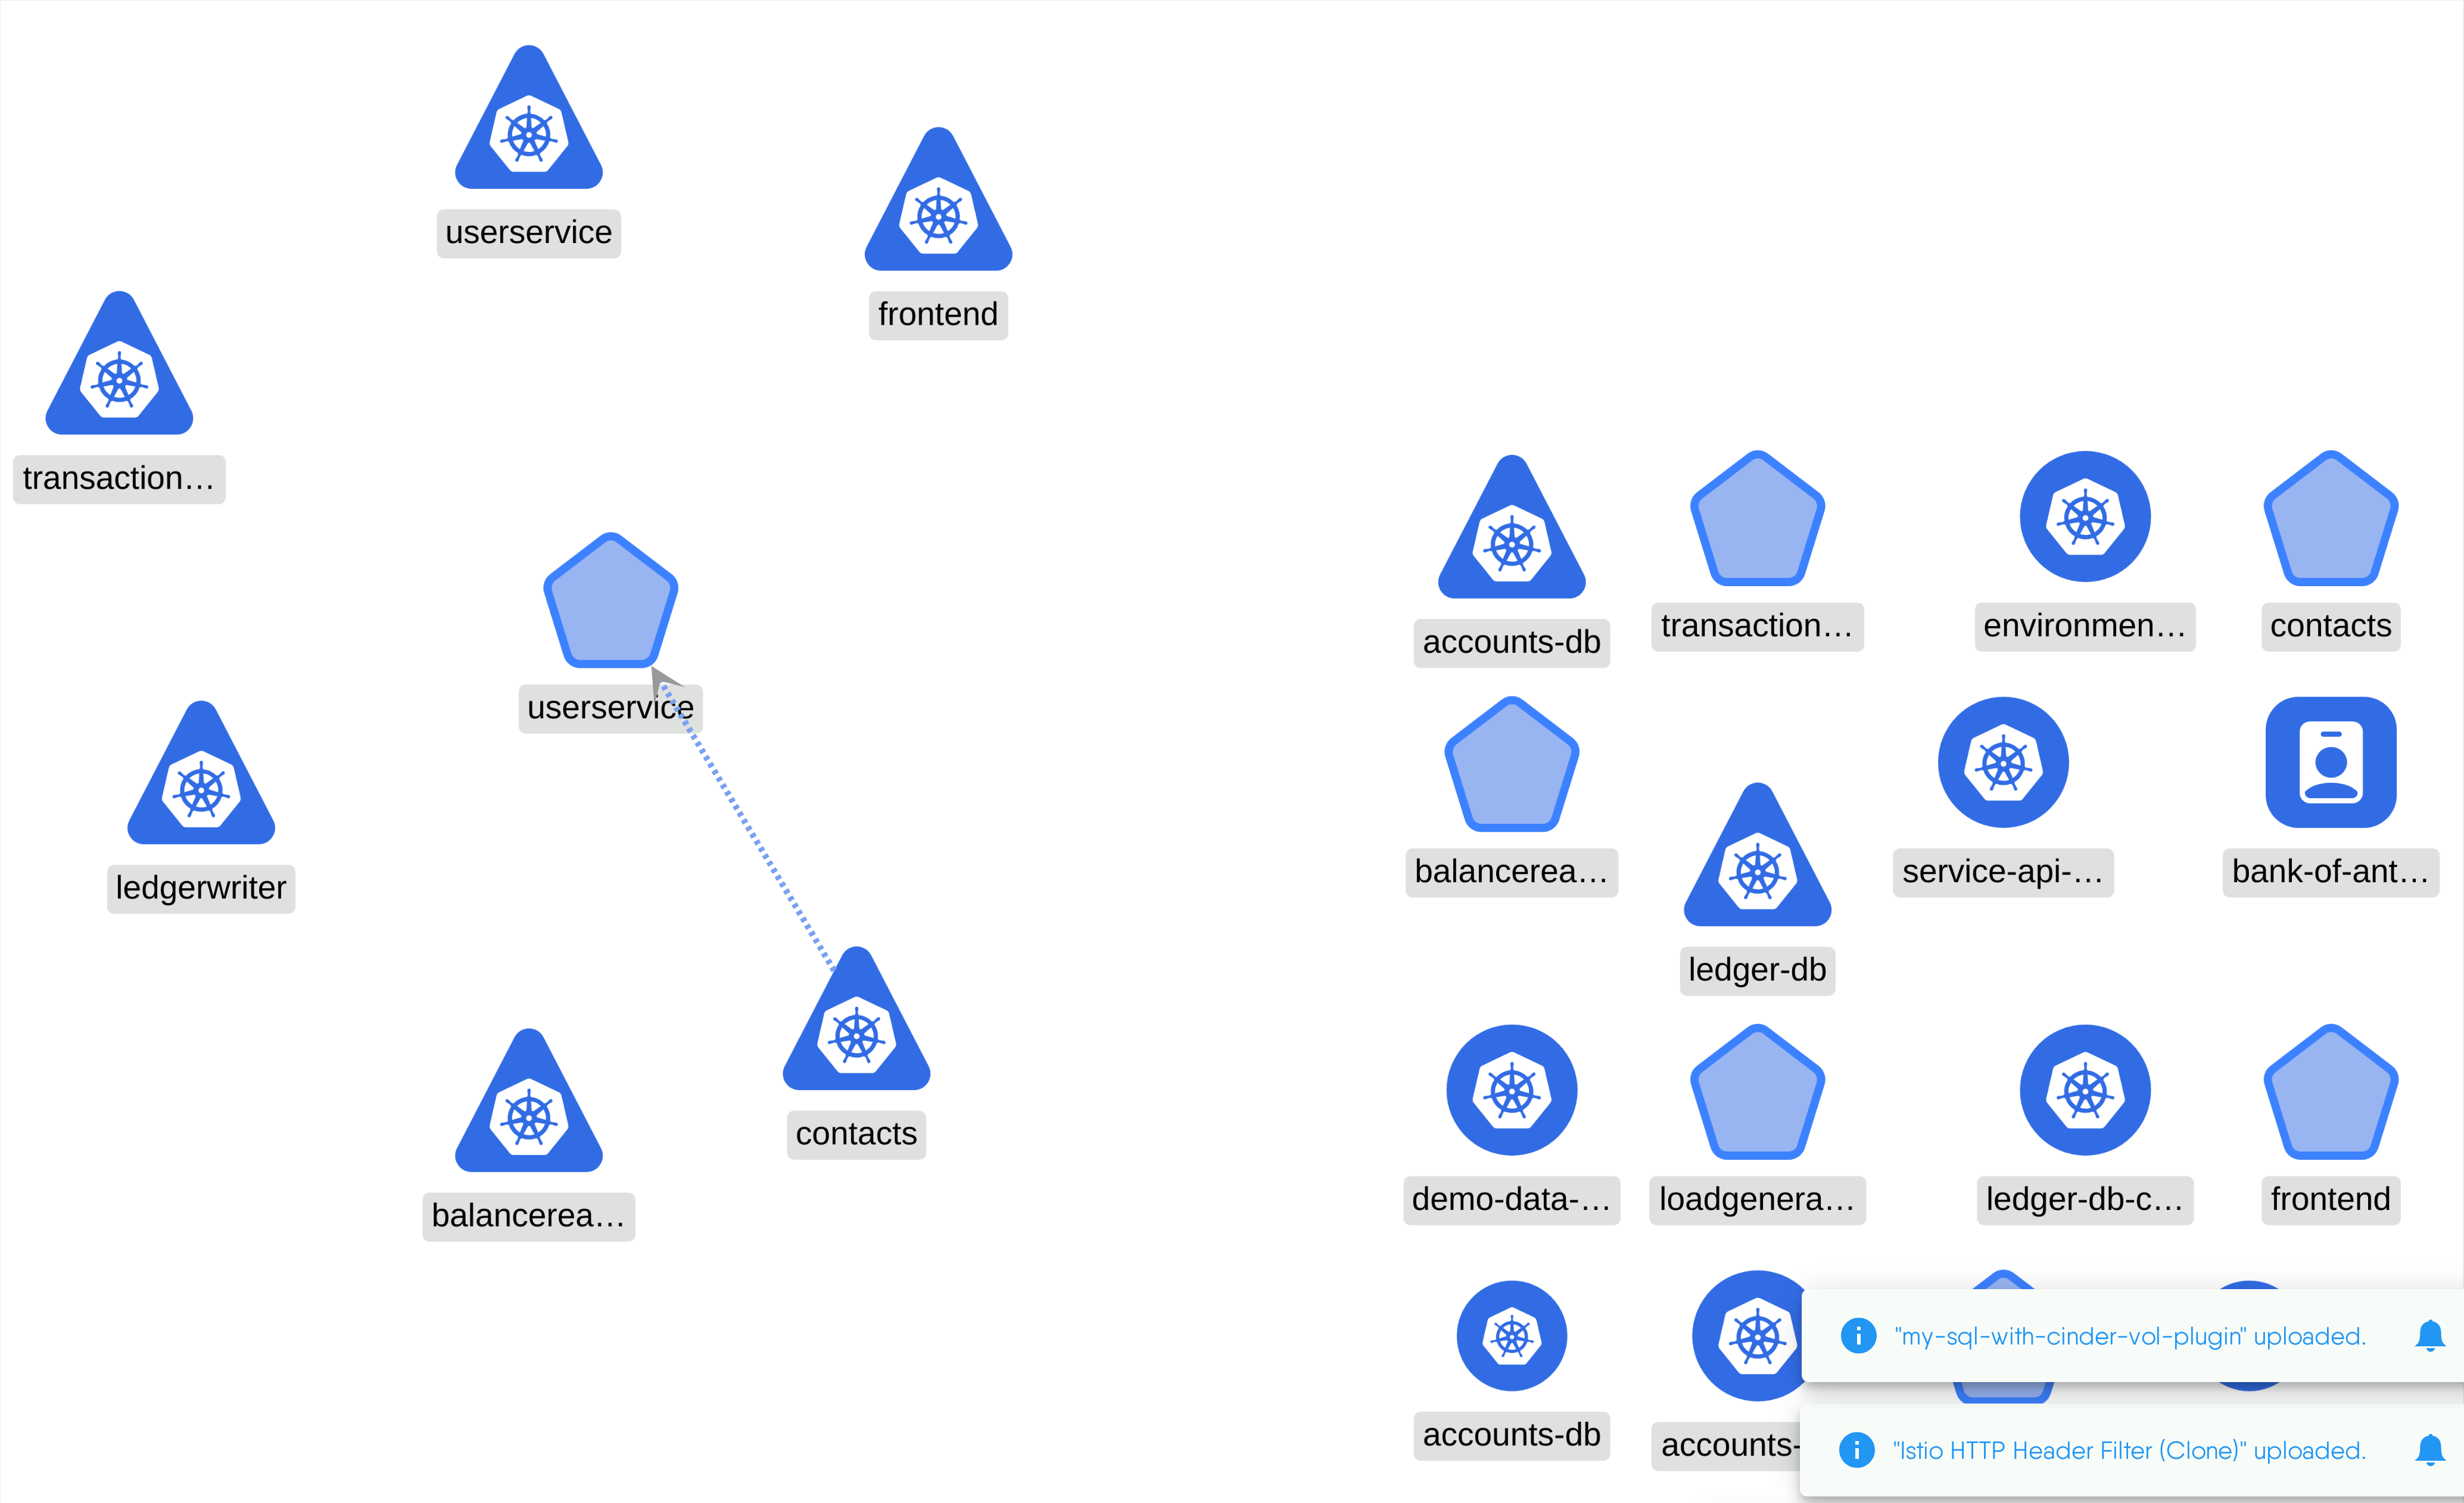 userservice
frontend
transaction…
accounts-db
transaction…
environmen…
contacts
userservice
balancerea…
service-api-…
bank-of-ant…
ledgerwriter
ledger-db
contacts
balancerea…
demo-data-…
loadgenera…
ledger-db-c…
frontend
"my-sql-with-cinder-vol-plugin" uploaded.
accounts-db
accounts-
"Istio HTTP Header Filter (Clone)" uploaded.